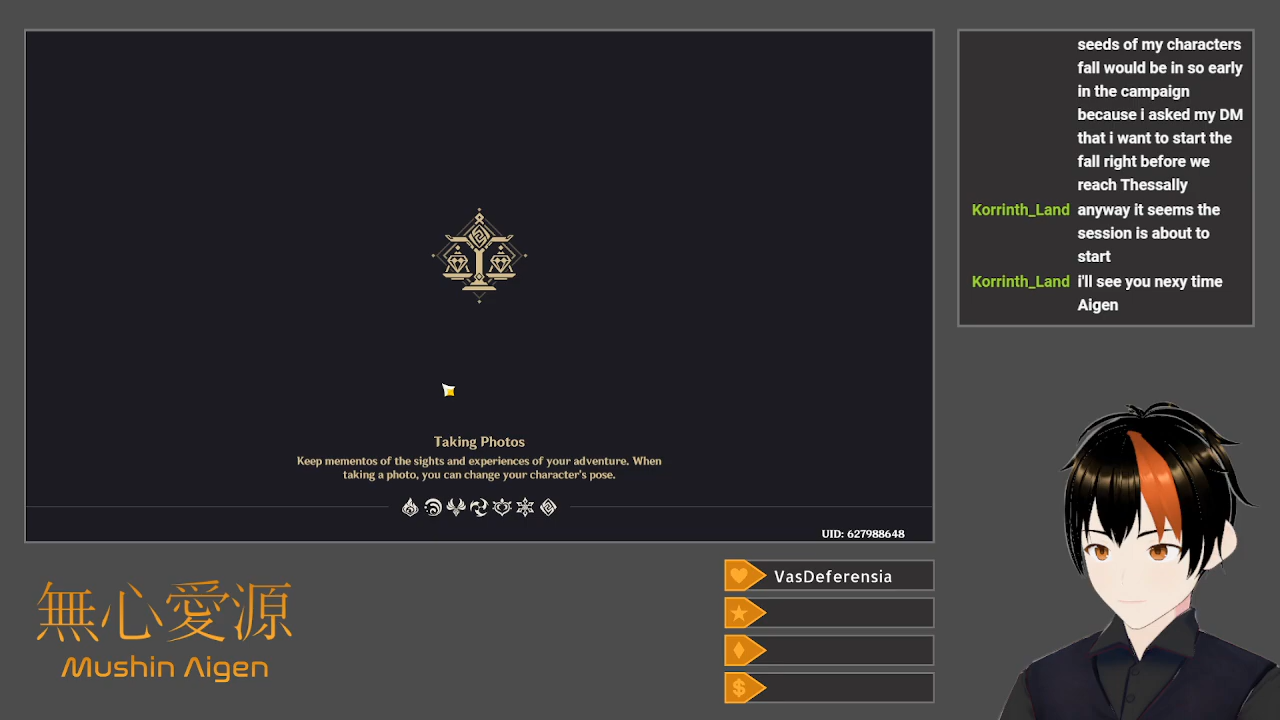 Taking Photos
Keep mementos of the sights and experiences of your adventure. When
taking a photo, you can change your character's pose.
UID: 627988648
seeds of my characters
fall would be in so early
in the campaign
because i asked my DM
that i want to start the
fall right before we
reach Thessally
Korrinth_Land anyway it seems the
session is about to
start
Korrinth_Land i'll see you nexy time
Aigen
無心愛源
Mushin Aigen
VasDeferensia